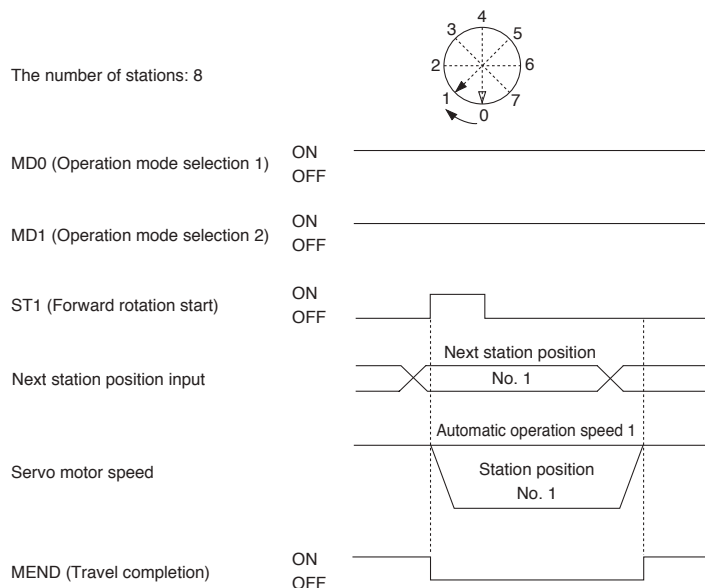 4
3 5
The number of stations: 8
2 6
1 7
0
MD0 (Operation mode selection 1) ON
OFF
MD1 (Operation mode selection 2) ON
OFF
ST1 (Forward rotation start) ON
OFF
Next station position
Next station position input No. 1
Automatic operation speed 1
Servo motor speed Station position
No. 1
MEND (Travel completion) ON
OFF